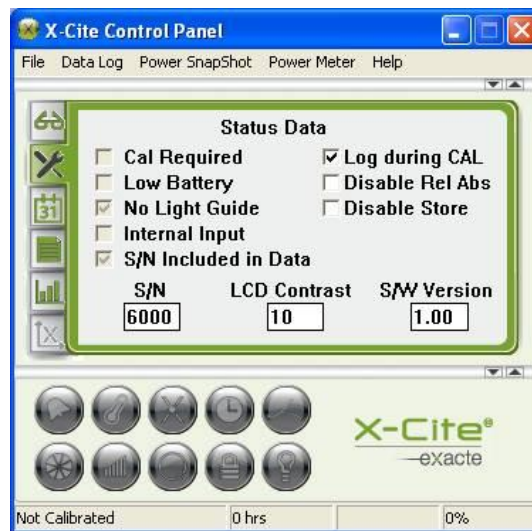 X-Cite Control Panel
File Data Log Power SnapShot Power Meter Help
Status Data
Cal Required
Log during CAL
Low Battery
Disable Rel Abs
No Light Guide
Disable Store
Internal Input
S/N Included in Data
S/N LCD Contrast S/W Version
6000 10 1.00
31
X-Cite®
exacte
Not Calibrated 0 hrs 0%